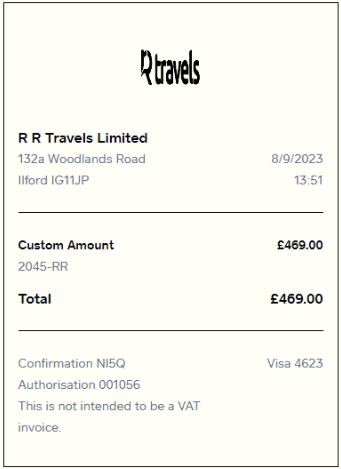 R travels
R R Travels Limited
132a Woodlands Road 8/9/2023
Ilford IG11JP 13:51
Custom Amount £469.00
2045-RR
Total £469.00
Confirmation NI5Q Visa 4623
Authorisation 001056
This is not intended to be a VAT
invoice.